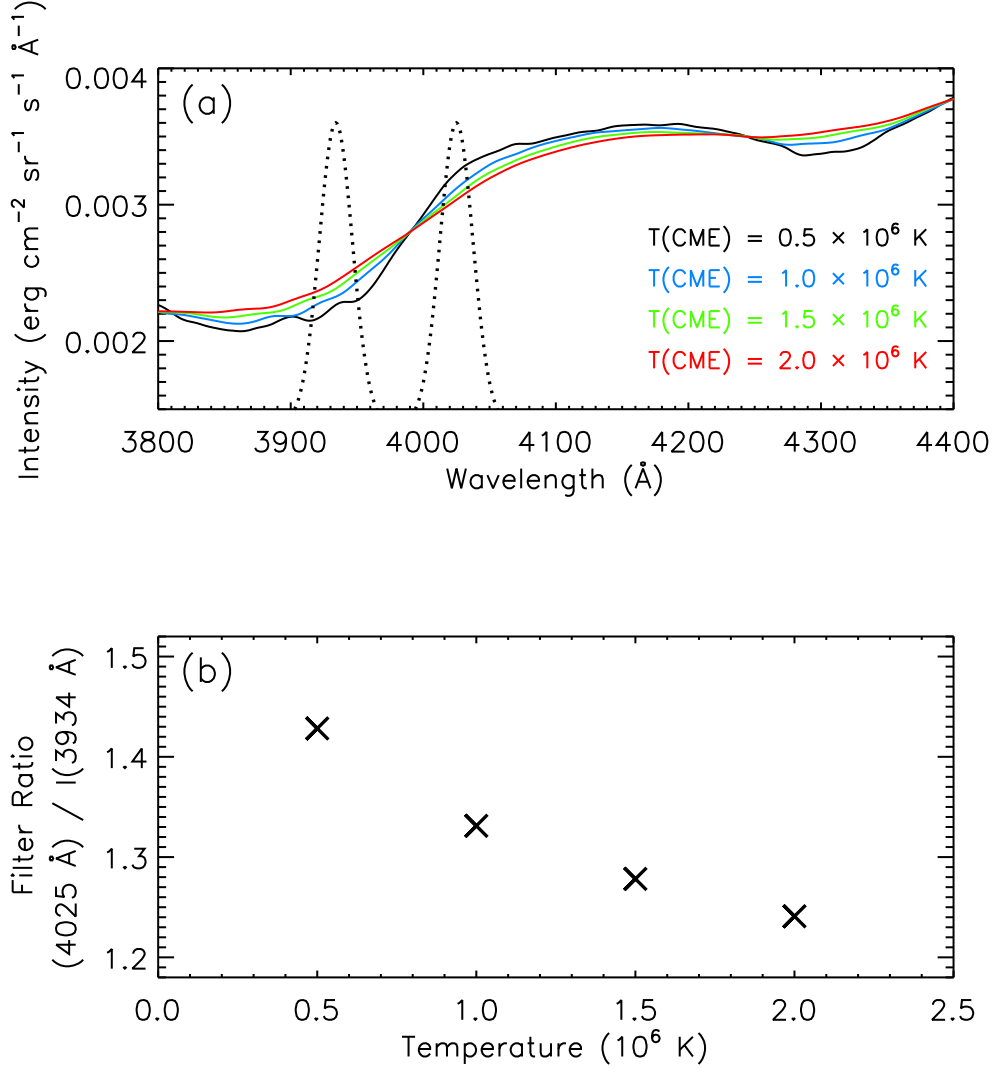 (a)
0.004
0.003
0.002
Intensity (erg cm⁻² sr⁻¹ s⁻¹ Å⁻¹)
T(CME) = 0.5 × 10⁶ K
T(CME) = 1.0 × 10⁶ K
T(CME) = 1.5 × 10⁶ K
T(CME) = 2.0 × 10⁶ K
3800 3900 4000 4100 4200 4300 4400
Wavelength (Å)
(b)
1.5
1.4
1.3
1.2
Filter Ratio
(4025 Å) / I(3934 Å)
0.0 0.5 1.0 1.5 2.0 2.5
Temperature (10⁶ K)